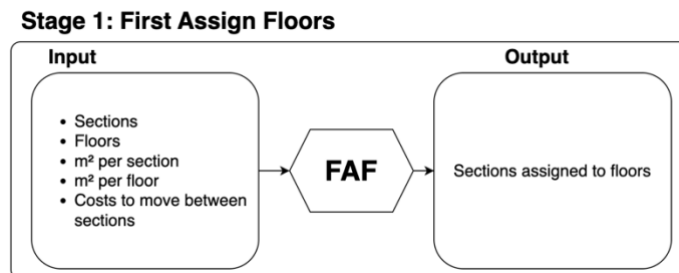 Stage 1: First Assign Floors
Input
Output
• Sections
• Floors
• m² per section
• m² per floor
• Costs to move between
sections
FAF
Sections assigned to floors